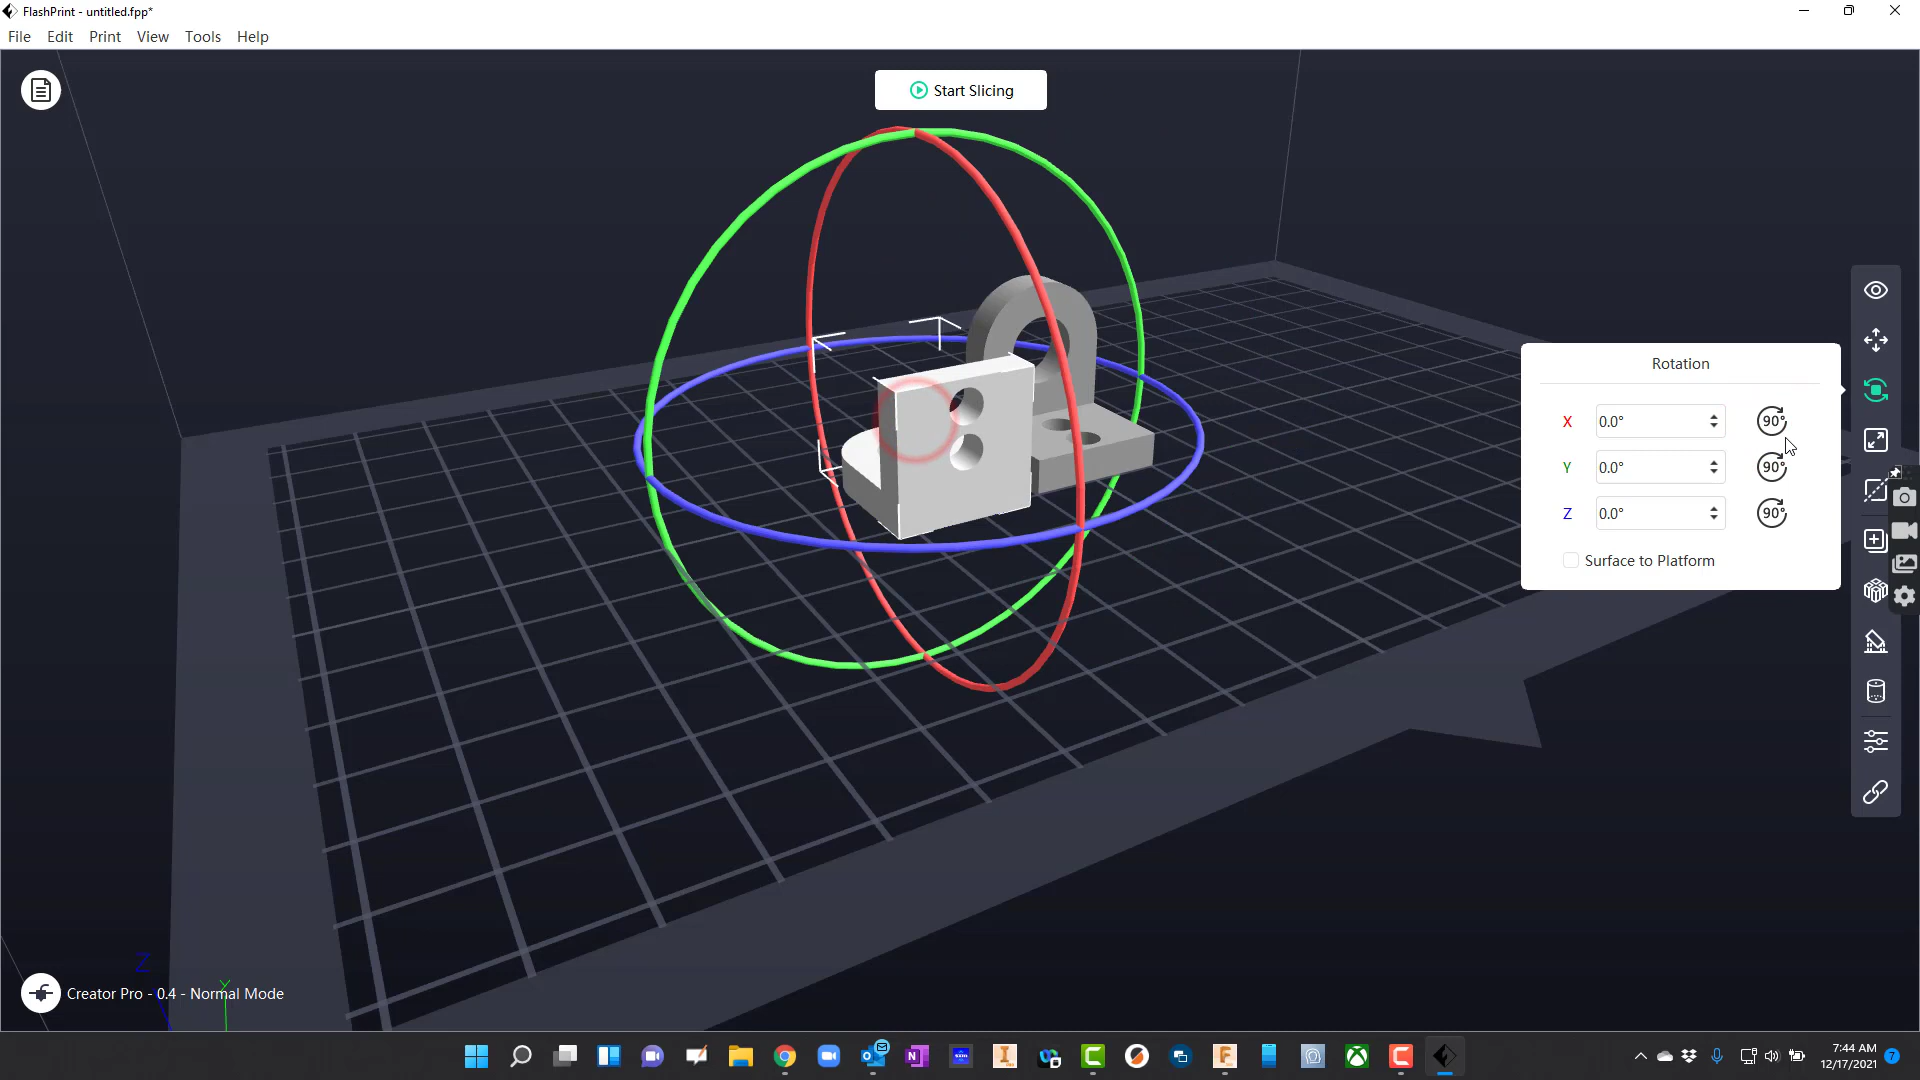 FlashPrint - untitled.fpp*
File Edit Print View Tools Help
Start Slicing
Rotation
X 0.0° 90°
Y 0.0° 90°
Z 0.0° 90°
Surface to Platform
Z
Y
Creator Pro - 0.4 - Normal Mode
7:44 AM
12/17/2021
7